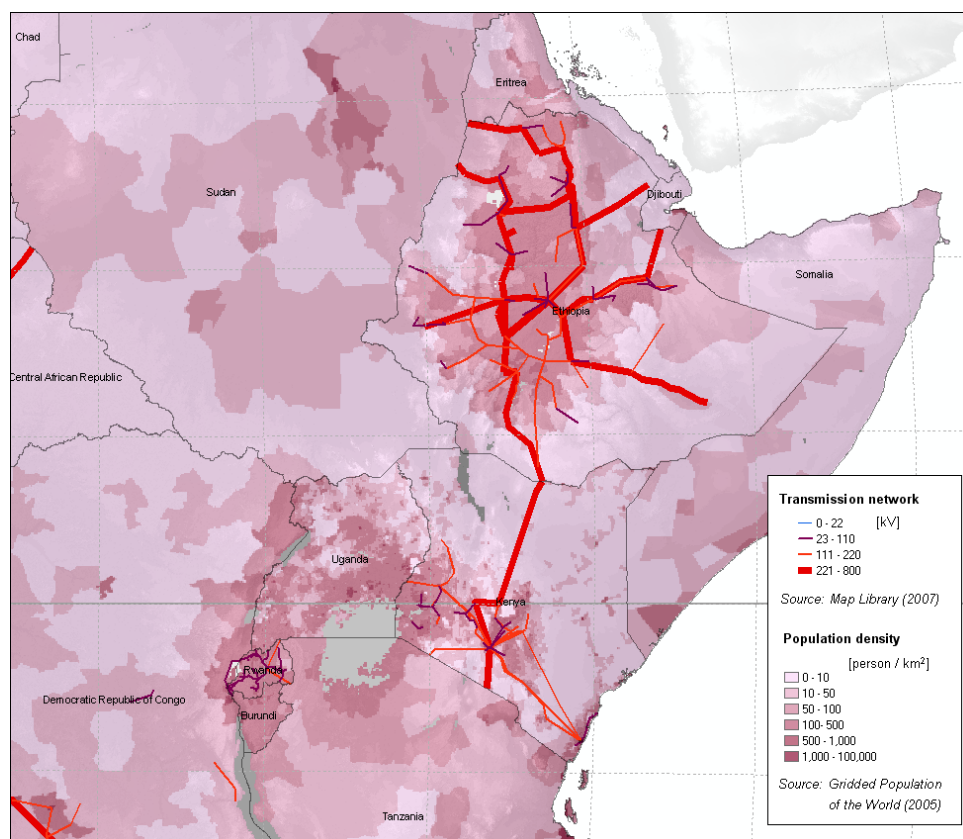 Chad
Eritrea
Sudan
Djibouti
Somalia
Ethiopia
Central African Republic
Uganda
Kenya
Rwanda
Democratic Republic of Congo
Burundi
Tanzania
Transmission network
0 - 22 [kV]
23 - 110
111 - 220
221 - 800
Source: Map Library (2007)
Population density
[person / km²]
0 - 10
10 - 50
50 - 100
100- 500
500 - 1,000
1,000 - 100,000
Source: Gridded Population
of the World (2005)